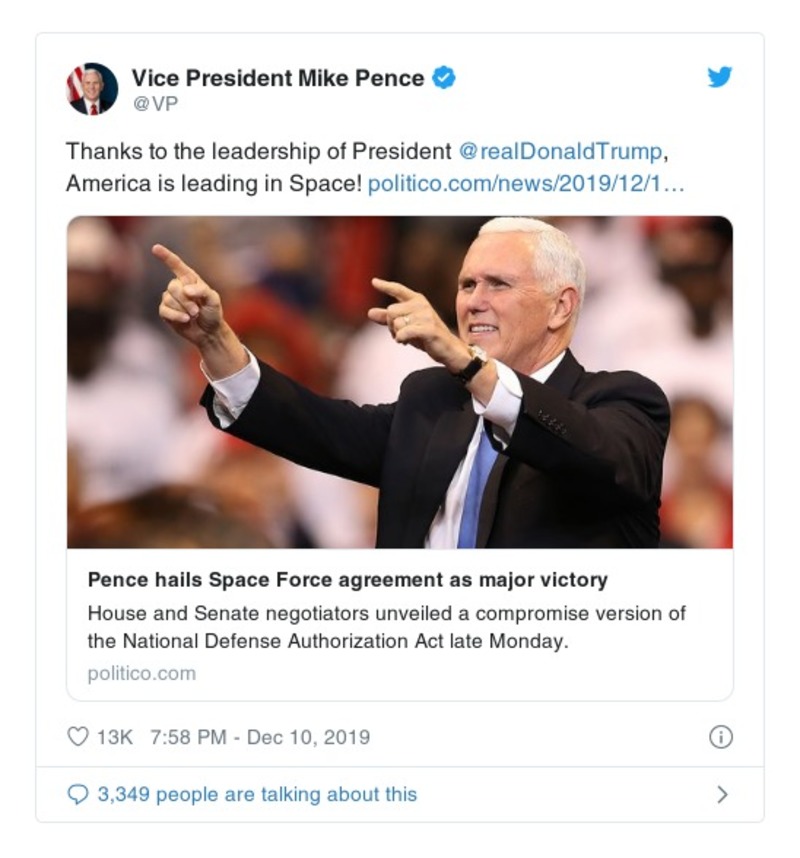 Vice President Mike Pence
@VP
Thanks to the leadership of President @realDonaldTrump,
America is leading in Space! politico.com/news/2019/12/1…
Pence hails Space Force agreement as major victory
House and Senate negotiators unveiled a compromise version of
the National Defense Authorization Act late Monday.
politico.com
13K 7:58 PM - Dec 10, 2019
3,349 people are talking about this